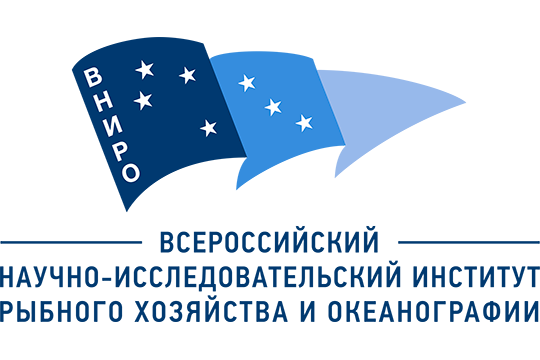 ВНИРО
ВСЕРОССИЙСКИЙ
НАУЧНО-ИССЛЕДОВАТЕЛЬСКИЙ ИНСТИТУТ
РЫБНОГО ХОЗЯЙСТВА И ОКЕАНОГРАФИИ